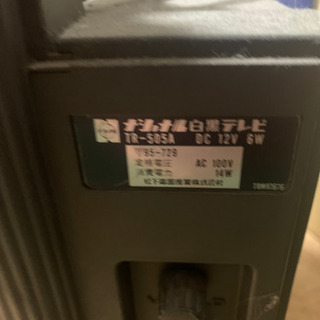 ナショナル白黒テレビ
TR-505A DC 12V 6W
定格電圧 AC 100V
消費電力 14W
松下電器産業株式会社